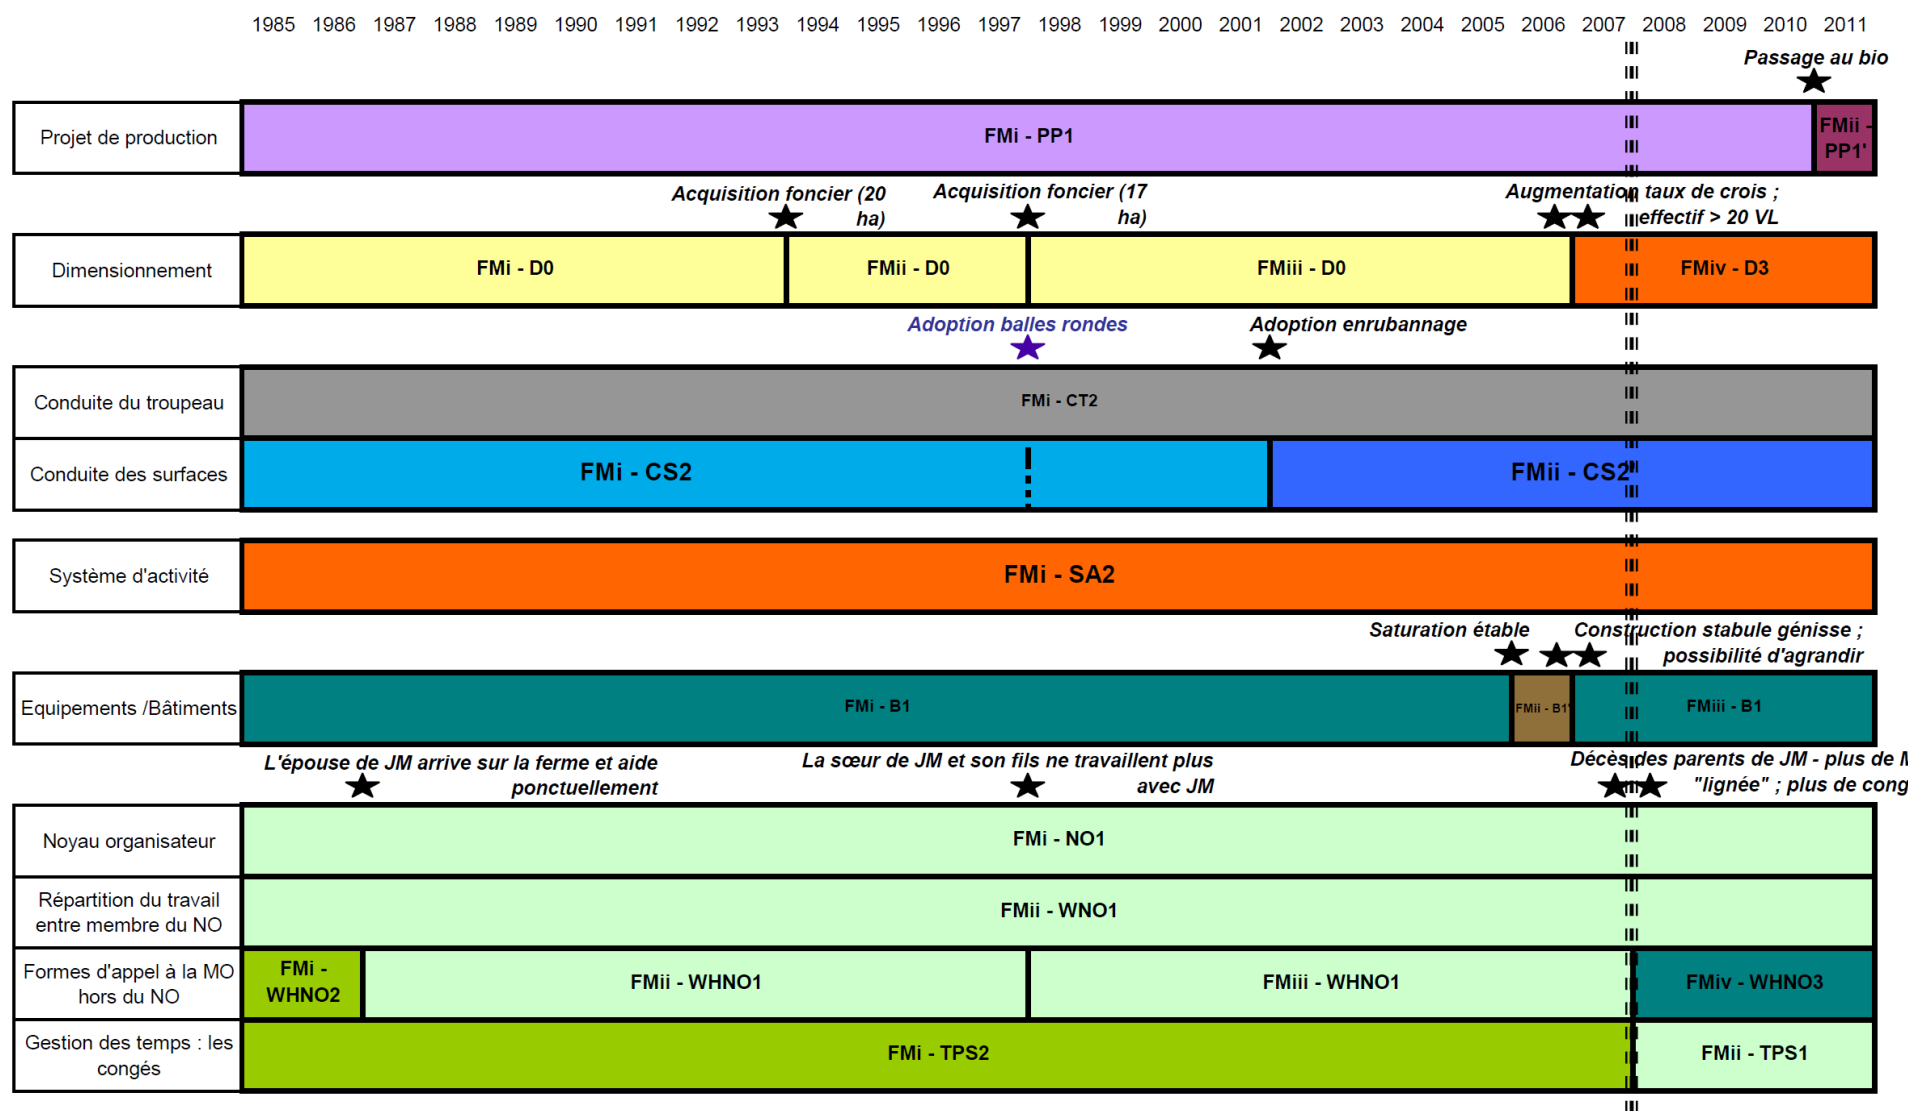 1985 1986 1987 1988 1989 1990 1991 1992 1993 1994 1995 1996 1997 1998 1999 2000 2001 2002 2003 2004 2005 2006 2007 2008 2009 2010 2011
Passage au bio
Projet de production
FMi - PP1
FMii -
PP1'
Acquisition foncier (20
ha)
Acquisition foncier (17
ha)
Augmentation taux de crois ;
effectif > 20 VL
Dimensionnement
FMi - D0
FMii - D0
FMiii - D0
FMiv - D3
Adoption balles rondes
Adoption enrubannage
Conduite du troupeau
FMi - CT2
Conduite des surfaces
FMi - CS2
FMii - CS2'
Système d'activité
FMi - SA2
Saturation étable
Construction stabule génisse ;
possibilité d'agrandir
Equipements /Bâtiments
FMi - B1
FMii - B1'
FMiii - B1
L'épouse de JM arrive sur la ferme et aide
ponctuellement
La sœur de JM et son fils ne travaillent plus
avec JM
Décès des parents de JM - plus de
"lignée" ; plus de cong
Noyau organisateur
FMi - NO1
Répartition du travail
entre membre du NO
FMii - WNO1
Formes d'appel à la MO
hors du NO
FMi -
WHNO2
FMii - WHNO1
FMiii - WHNO1
FMiv - WHNO3
Gestion des temps : les
congés
FMi - TPS2
FMii - TPS1